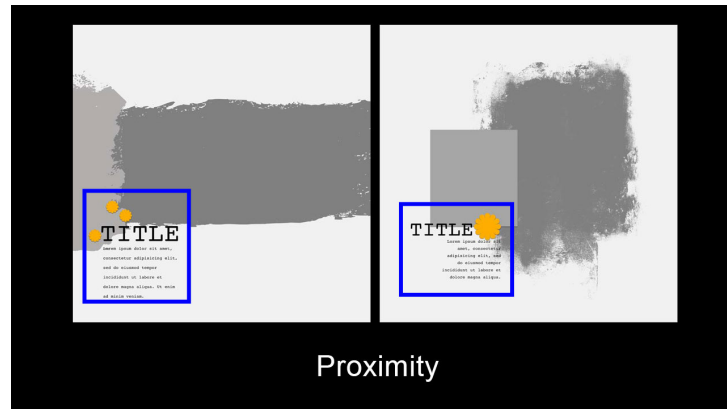 TITLE
Lorem ipsum dolor sit amet,
consectetur adipisicing elit,
sed do eiusmod tempor
incididunt ut labore et
dolore magna aliqua. Ut enim
ad minim veniam.
TITLE
Lorem ipsum dolor sit
amet, consectetur
adipisicing elit, sed
do eiusmod tempor
incididunt ut labore et
dolore magna aliqua.
Proximity